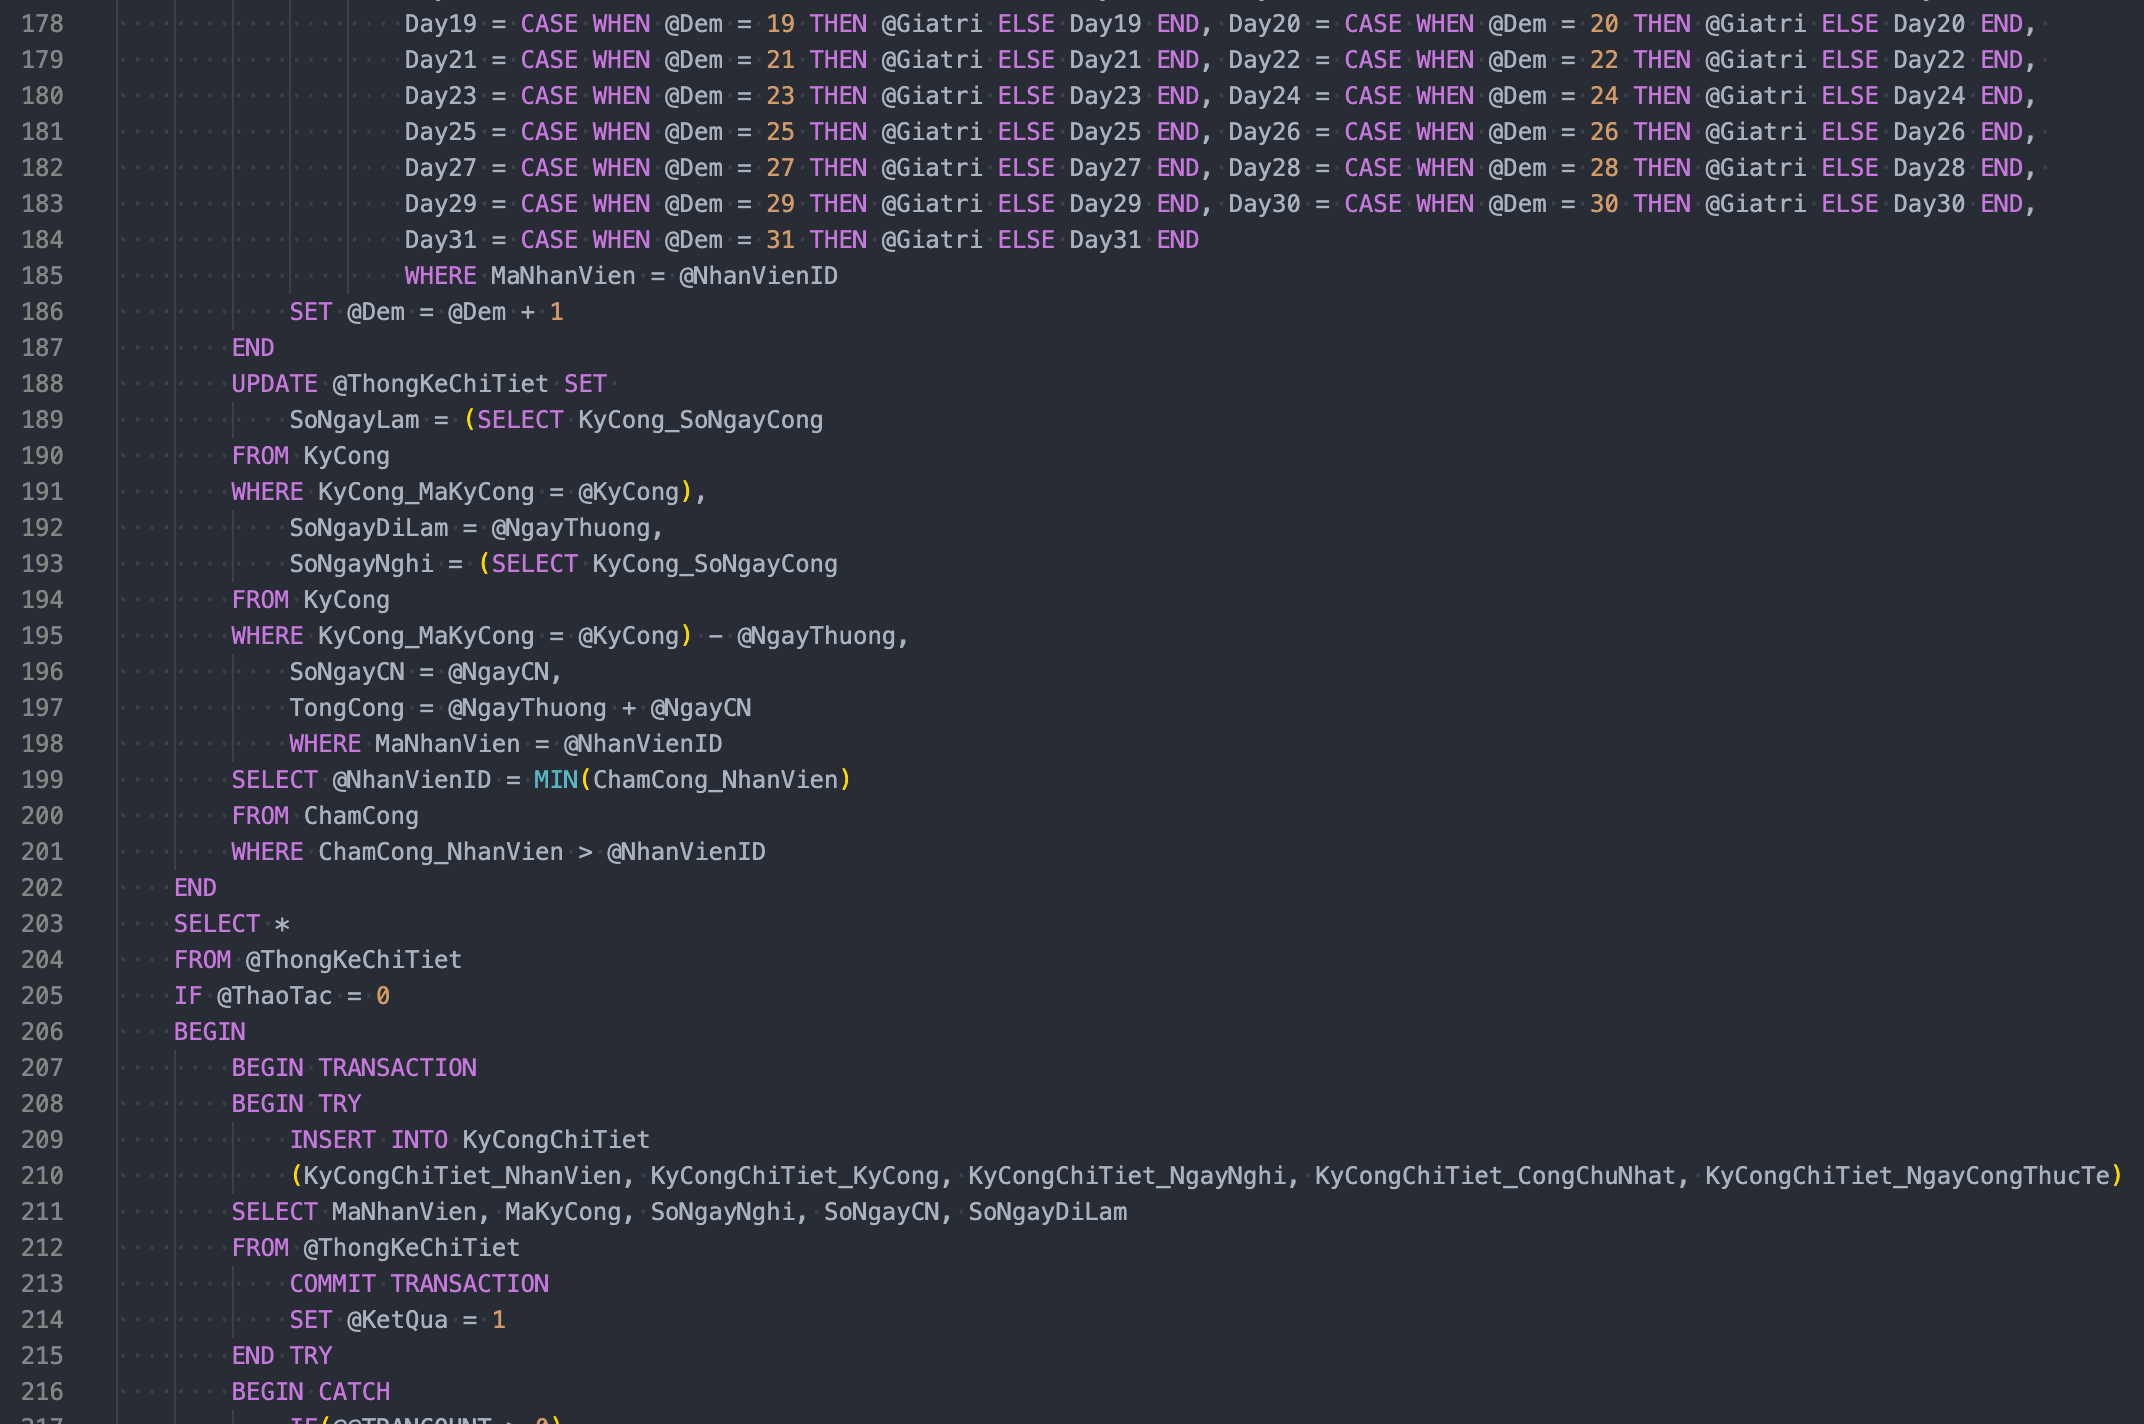 178 Day19 = CASE WHEN @Dem = 19 THEN @Giatri ELSE Day19 END, Day20 = CASE WHEN @Dem = 20 THEN @Giatri ELSE Day20 END,
179 Day21 = CASE WHEN @Dem = 21 THEN @Giatri ELSE Day21 END, Day22 = CASE WHEN @Dem = 22 THEN @Giatri ELSE Day22 END,
180 Day23 = CASE WHEN @Dem = 23 THEN @Giatri ELSE Day23 END, Day24 = CASE WHEN @Dem = 24 THEN @Giatri ELSE Day24 END,
181 Day25 = CASE WHEN @Dem = 25 THEN @Giatri ELSE Day25 END, Day26 = CASE WHEN @Dem = 26 THEN @Giatri ELSE Day26 END,
182 Day27 = CASE WHEN @Dem = 27 THEN @Giatri ELSE Day27 END, Day28 = CASE WHEN @Dem = 28 THEN @Giatri ELSE Day28 END,
183 Day29 = CASE WHEN @Dem = 29 THEN @Giatri ELSE Day29 END, Day30 = CASE WHEN @Dem = 30 THEN @Giatri ELSE Day30 END,
184 Day31 = CASE WHEN @Dem = 31 THEN @Giatri ELSE Day31 END
185 WHERE MaNhanVien = @NhanVienID
186 SET @Dem = @Dem + 1
187 END
188 UPDATE @ThongKeChiTiet SET
189 SoNgayLam = (SELECT KyCong_SoNgayCong
190 FROM KyCong
191 WHERE KyCong_MaKyCong = @KyCong),
192 SoNgayDiLam = @NgayThuong,
193 SoNgayNghi = (SELECT KyCong_SoNgayCong
194 FROM KyCong
195 WHERE KyCong_MaKyCong = @KyCong) - @NgayThuong,
196 SoNgayCN = @NgayCN,
197 TongCong = @NgayThuong + @NgayCN
198 WHERE MaNhanVien = @NhanVienID
199 SELECT @NhanVienID = MIN(ChamCong_NhanVien)
200 FROM ChamCong
201 WHERE ChamCong_NhanVien > @NhanVienID
202 END
203 SELECT *
204 FROM @ThongKeChiTiet
205 IF @ThaoTac = 0
206 BEGIN
207 BEGIN TRANSACTION
208 BEGIN TRY
209 INSERT INTO KyCongChiTiet
210 (KyCongChiTiet_NhanVien, KyCongChiTiet_KyCong, KyCongChiTiet_NgayNghi, KyCongChiTiet_CongChuNhat, KyCongChiTiet_NgayCongThucTe)
211 SELECT MaNhanVien, MaKyCong, SoNgayNghi, SoNgayCN, SoNgayDiLam
212 FROM @ThongKeChiTiet
213 COMMIT TRANSACTION
214 SET @KetQua = 1
215 END TRY
216 BEGIN CATCH
217 IF(@@TRANCOUNT > 0)